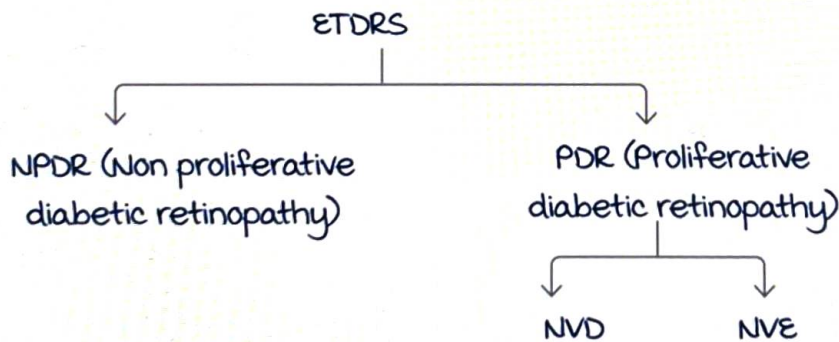 ETDRS
NPDR (Non proliferative
diabetic retinopathy)
PDR (Proliferative
diabetic retinopathy)
NVD
NVE